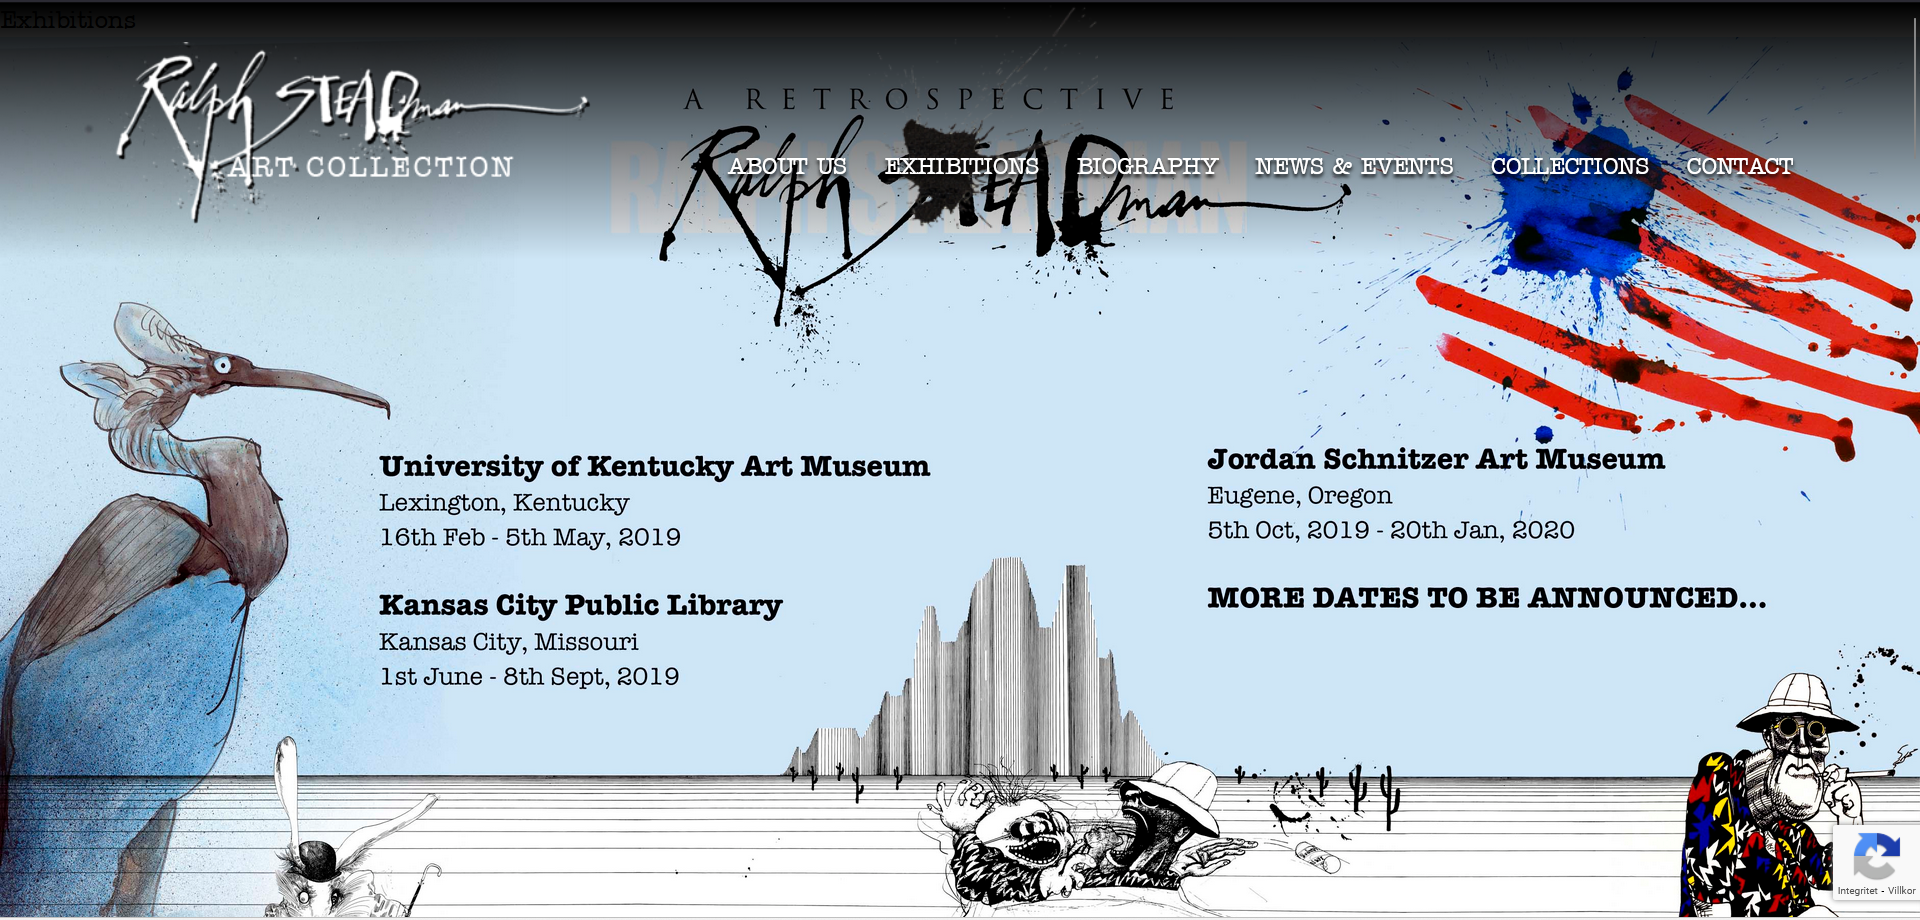 Exhibitions
Ralph STEADman
ART COLLECTION
A RETROSPECTIVE
RALPH STEADMAN
Ralph STEADman
ABOUT US EXHIBITIONS BIOGRAPHY NEWS & EVENTS COLLECTIONS CONTACT
University of Kentucky Art Museum
Lexington, Kentucky
16th Feb - 5th May, 2019
Kansas City Public Library
Kansas City, Missouri
1st June - 8th Sept, 2019
Jordan Schnitzer Art Museum
Eugene, Oregon
5th Oct, 2019 - 20th Jan, 2020
MORE DATES TO BE ANNOUNCED...
Integritet - Villkor